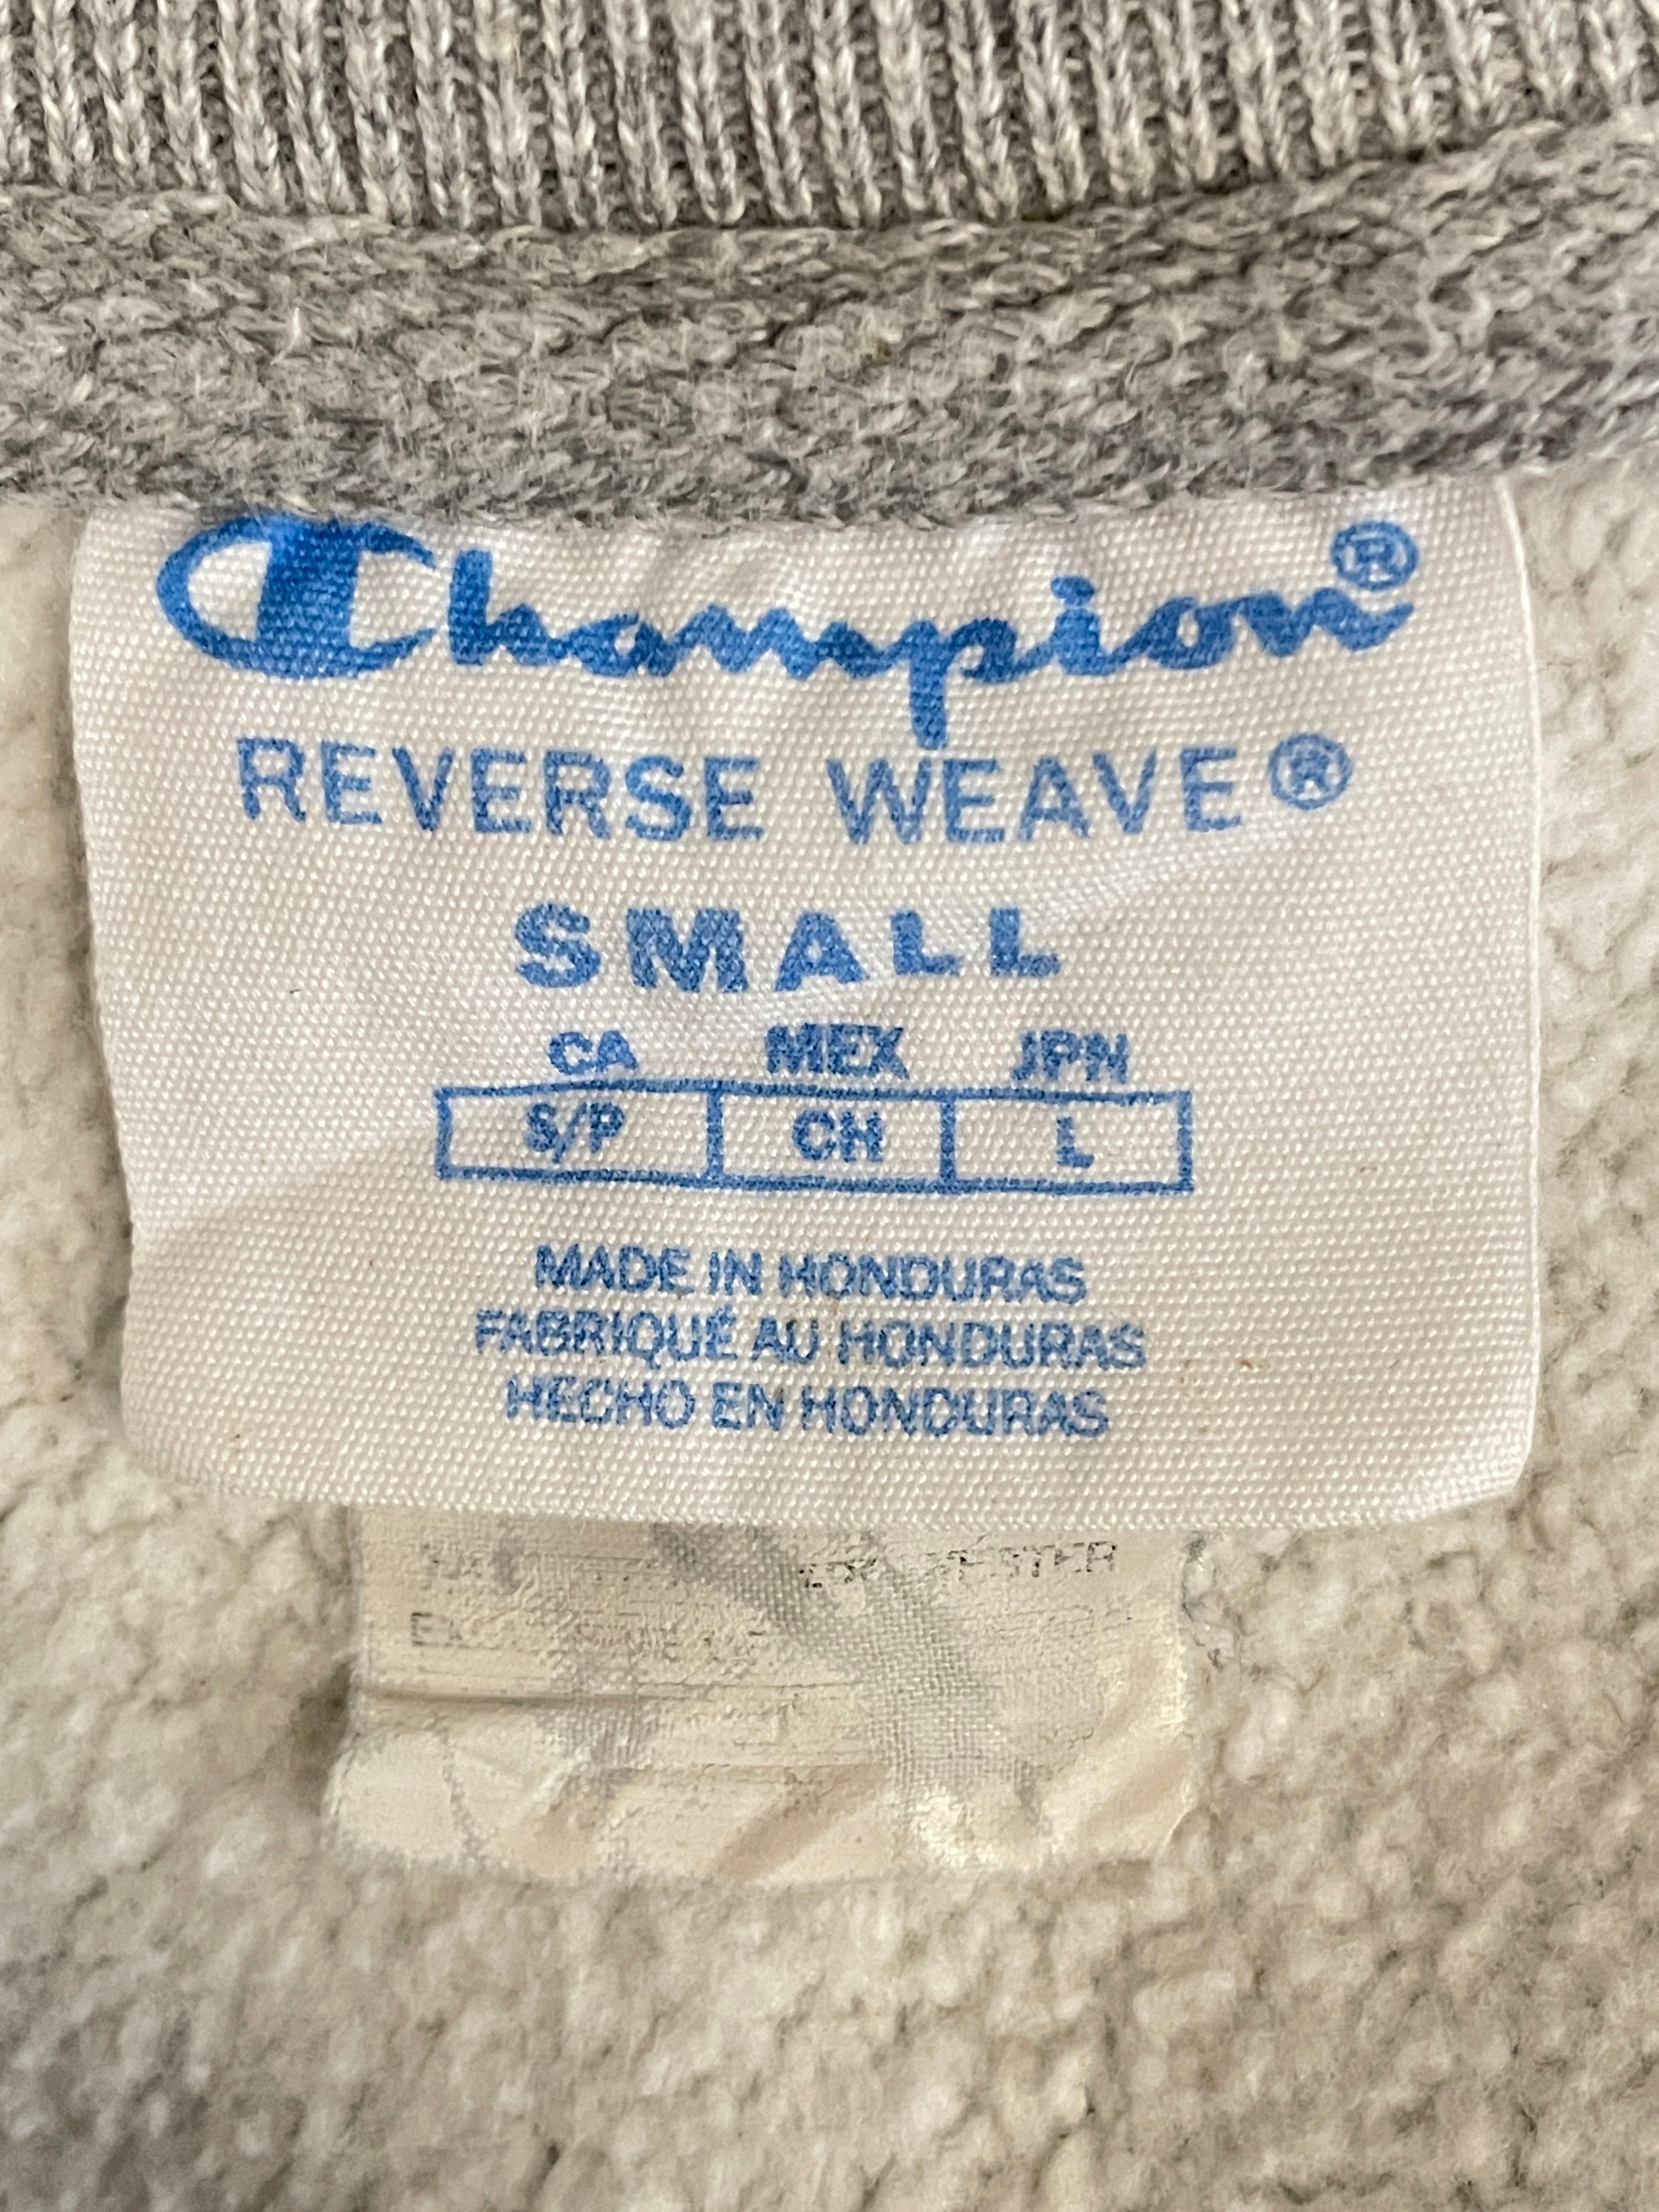 Champion®
REVERSE WEAVE®
SMALL
CA MEX JPN
S/P CH L
MADE IN HONDURAS
FABRIQUÉ AU HONDURAS
HECHO EN HONDURAS